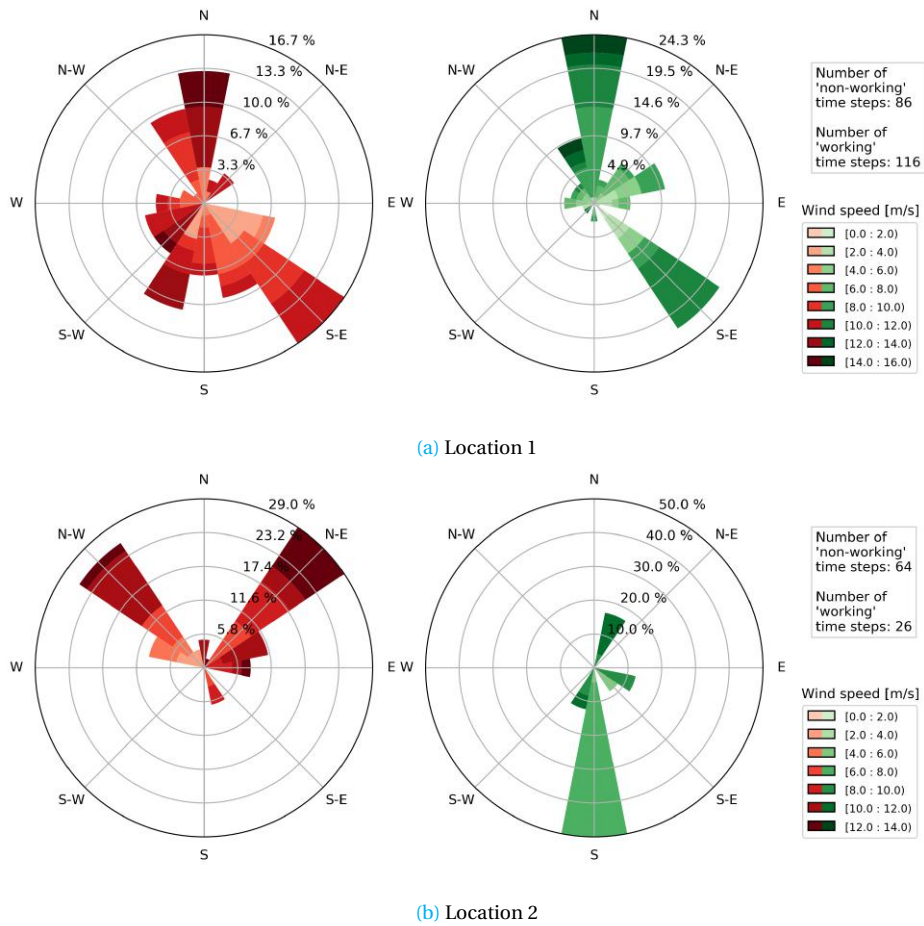 N
16.7 %
N-W
13.3 %
N-E
10.0 %
6.7 %
3.3 %
W
E
S-W
S-E
S
N
24.3 %
N-W
19.5 %
N-E
14.6 %
9.7 %
4.9 %
E
S-W
S-E
S
Number of
'non-working'
time steps: 86
Number of
'working'
time steps: 116
Wind speed [m/s]
[0.0 : 2.0)
[2.0 : 4.0)
[4.0 : 6.0)
[6.0 : 8.0)
[8.0 : 10.0)
[10.0 : 12.0)
[12.0 : 14.0)
[14.0 : 16.0)
W
(a) Location 1
N
29.0 %
N-W
23.2 %
N-E
17.4 %
11.6 %
5.8 %
W
E
S-W
S-E
S
N
50.0 %
N-W
40.0 %
N-E
30.0 %
20.0 %
10.0 %
W
E
S-W
S-E
S
Number of
'non-working'
time steps: 64
Number of
'working'
time steps: 26
Wind speed [m/s]
[0.0 : 2.0)
[2.0 : 4.0)
[4.0 : 6.0)
[6.0 : 8.0)
[8.0 : 10.0)
[10.0 : 12.0)
[12.0 : 14.0)
(b) Location 2